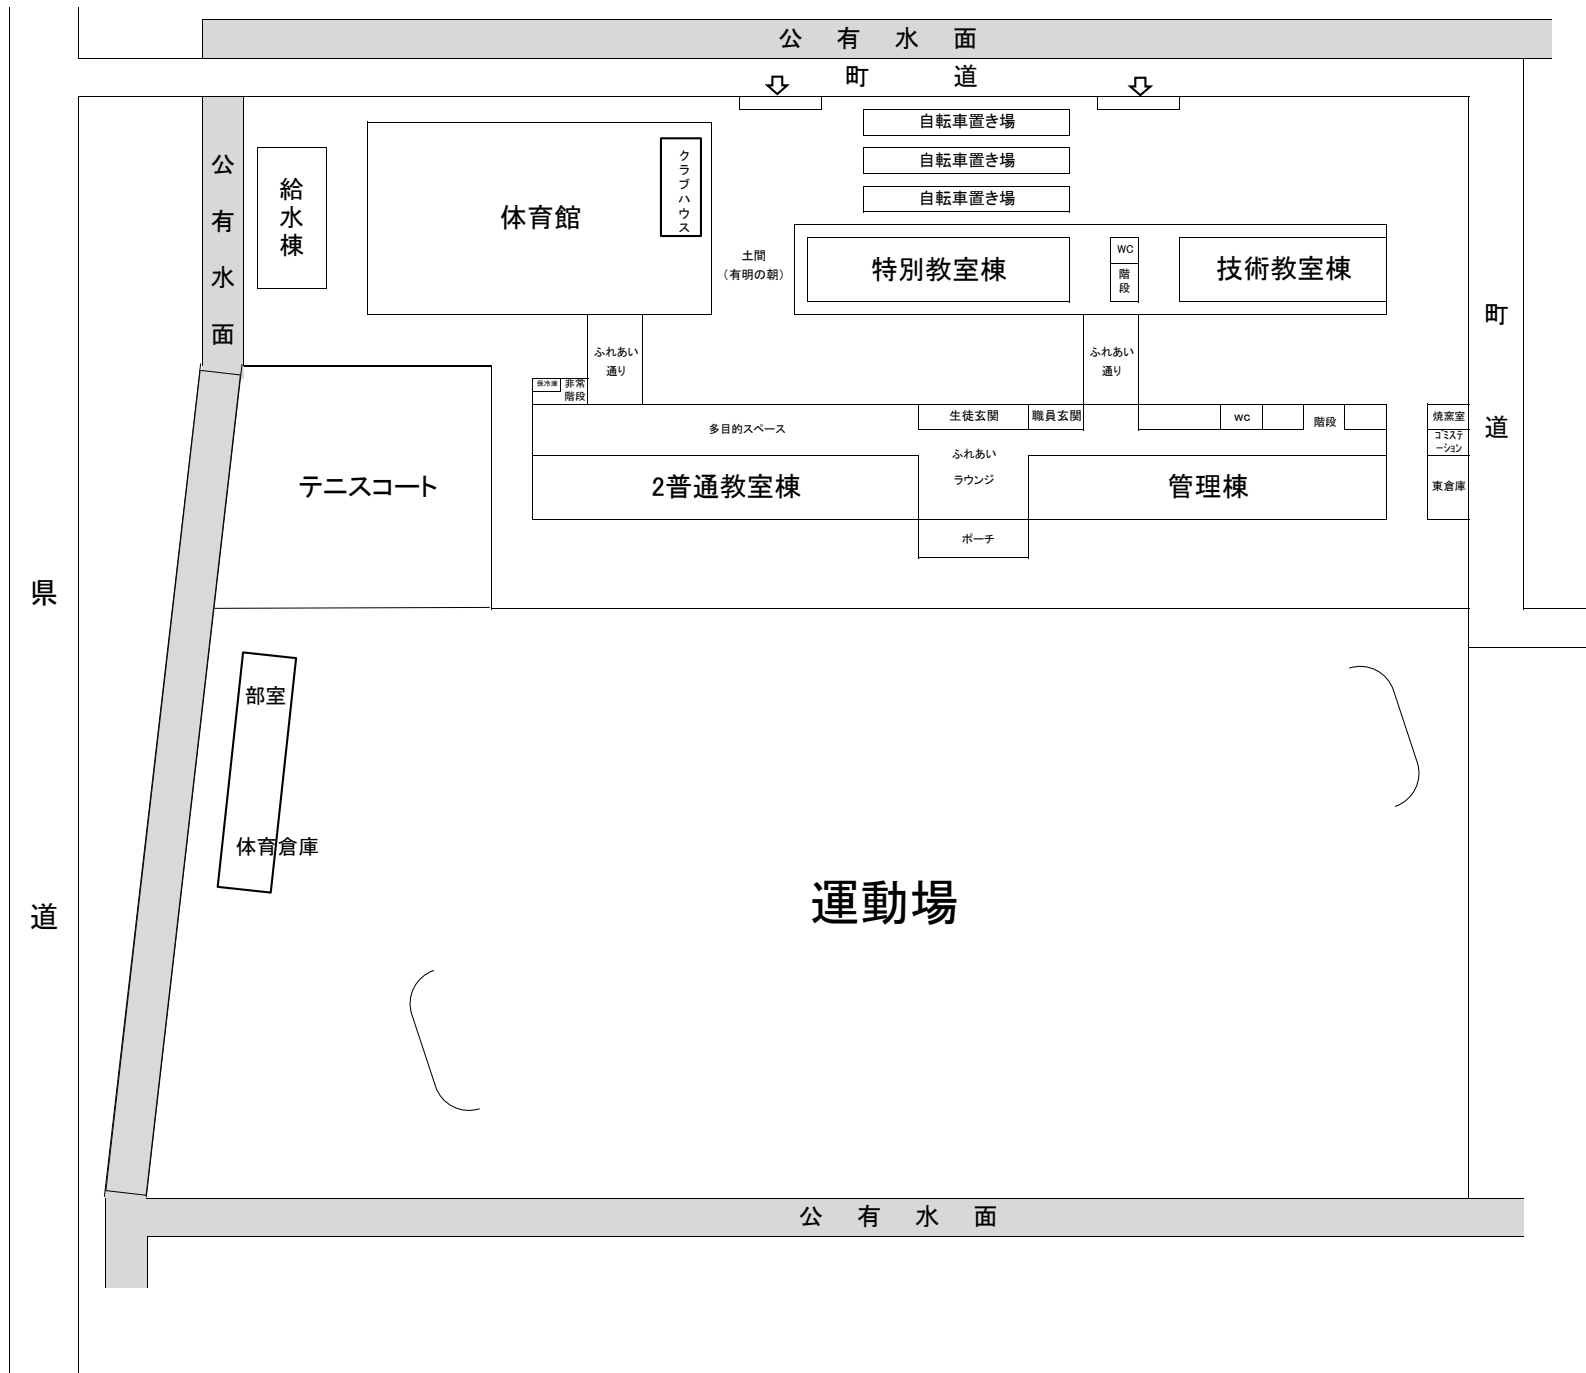 公有水面
町道
自転車置き場
自転車置き場
自転車置き場
公有水面
給水棟
体育館
クラブハウス
土間
(有明の朝)
特別教室棟
WC
階段
技術教室棟
町道
ふれあい
通り
ふれあい
通り
保冷庫
非常
階段
多目的スペース
生徒玄関
職員玄関
WC
階段
焼窯室
ゴミステ
ーション
東倉庫
ふれあい
ラウンジ
テニスコート
2普通教室棟
管理棟
ポーチ
県道
部室
体育倉庫
運動場
公有水面